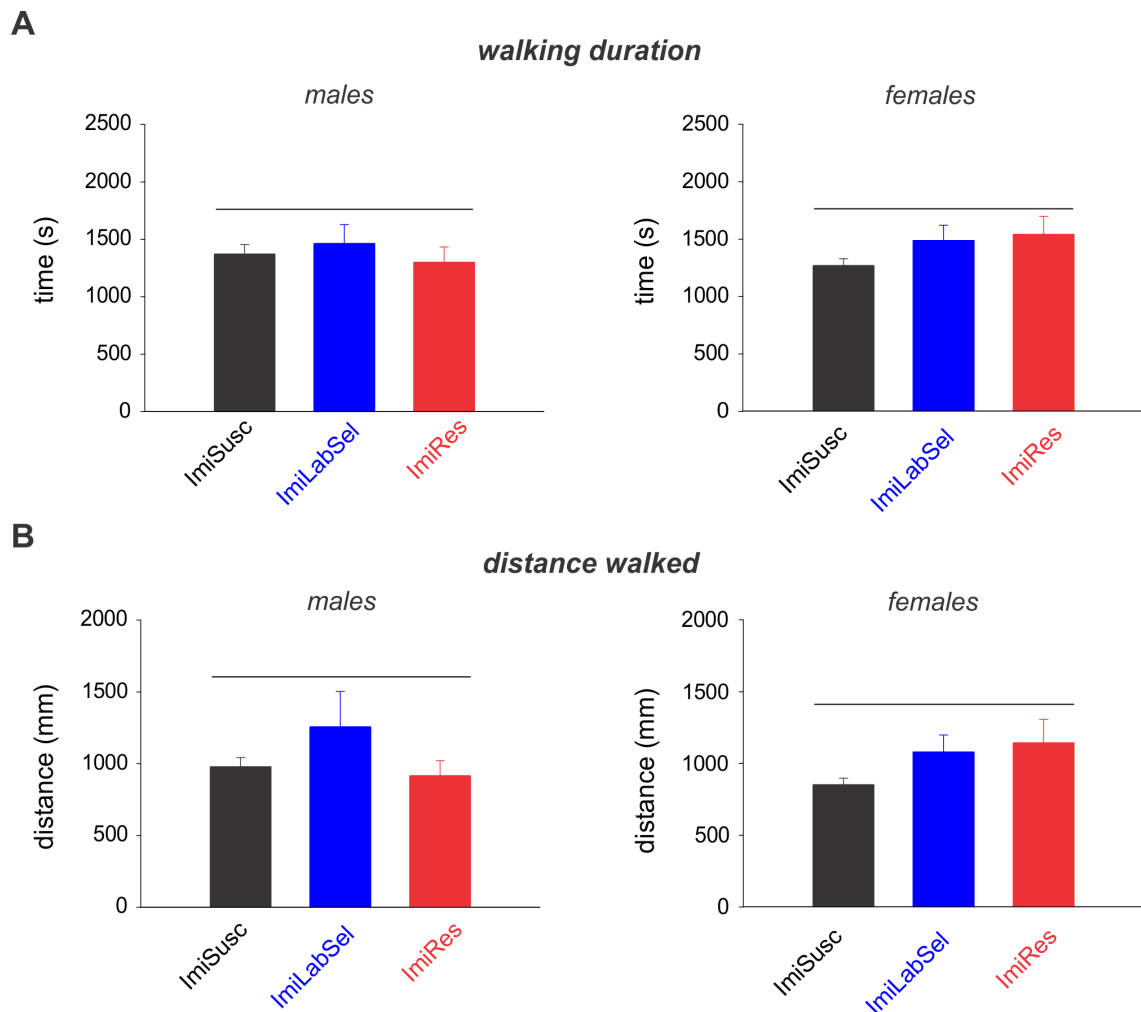 A
walking duration
males
females
2500
2000
1500
1000
500
0
time (s)
ImiSusc
ImiLabSel
ImiRes
2500
2000
1500
1000
500
0
time (s)
ImiSusc
ImiLabSel
ImiRes
B
distance walked
males
females
2000
1500
1000
500
0
distance (mm)
ImiSusc
ImiLabSel
ImiRes
2000
1500
1000
500
0
distance (mm)
ImiSusc
ImiLabSel
ImiRes